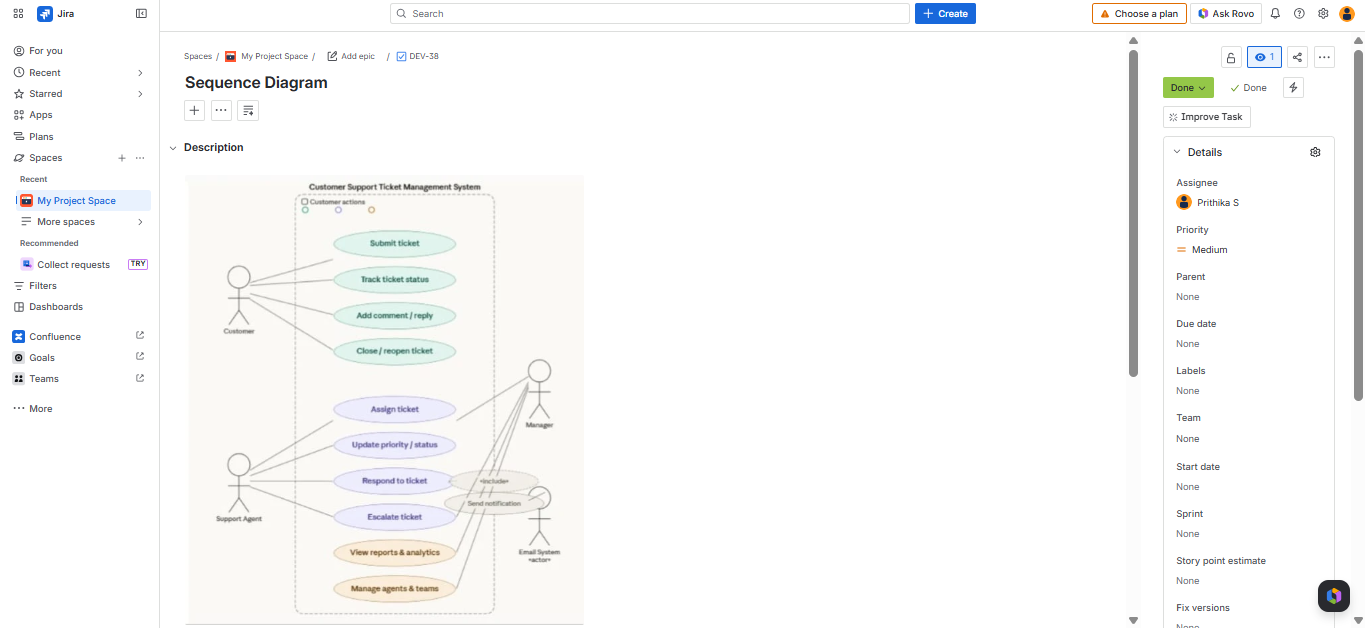 Jira
Search
Create
Choose a plan
Ask Rovo
For you
Recent
Starred
Apps
Plans
Spaces
Recent
My Project Space
More spaces
Recommended
Collect requests
TRY
Filters
Dashboards
Confluence
Goals
Teams
More
Spaces / My Project Space / Add epic / DEV-38
Sequence Diagram
Description
Customer Support Ticket Management System
Customer actions
Submit ticket
Track ticket status
Add comment / reply
Close / reopen ticket
Customer
Assign ticket
Update priority / status
Respond to ticket
Escalate ticket
View reports & analytics
Manage agents & teams
Support Agent
Manager
«include»
Send notification
Email System
«actor»
1
Done
Done
Improve Task
Details
Assignee
Prithika S
Priority
Medium
Parent
None
Due date
None
Labels
None
Team
None
Start date
None
Sprint
None
Story point estimate
None
Fix versions
None